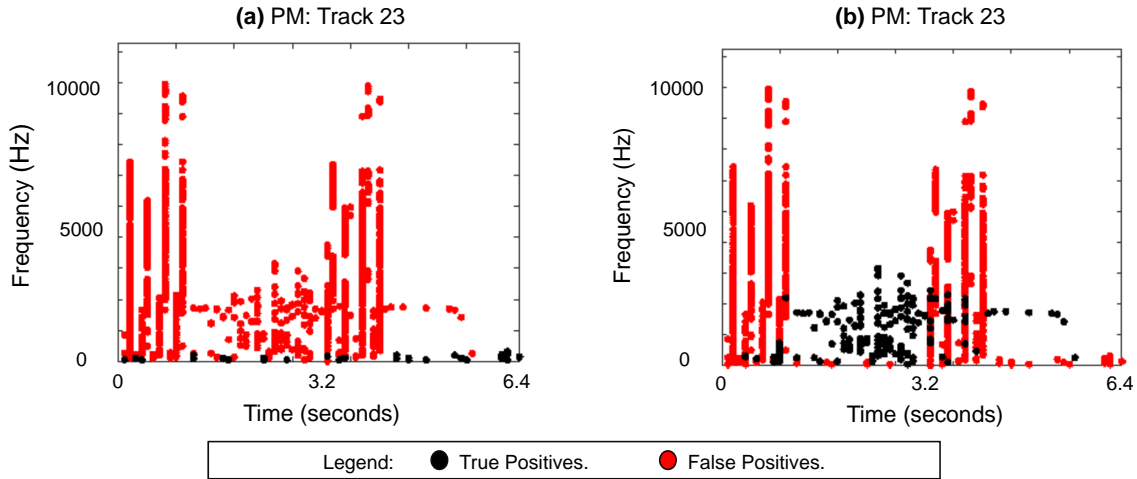 (a) PM: Track 23
10000
5000
0
Frequency (Hz)
0 3.2 6.4
Time (seconds)
(b) PM: Track 23
10000
5000
0
Frequency (Hz)
0 3.2 6.4
Time (seconds)
Legend: True Positives. False Positives.